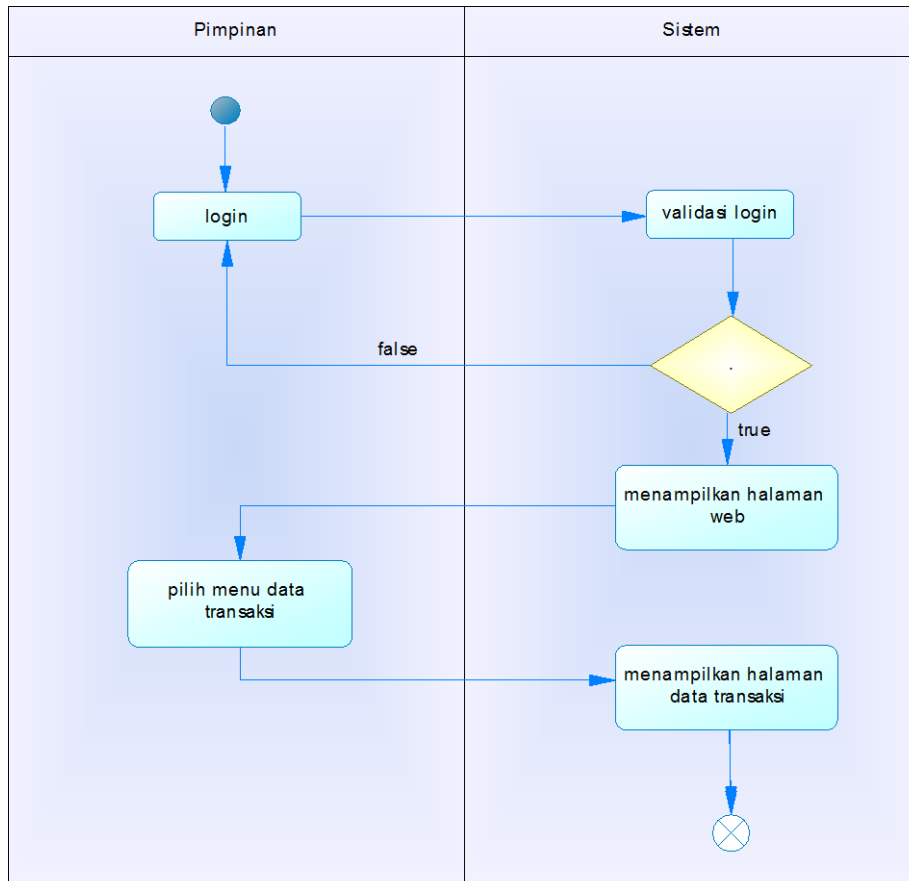 Pimpinan
Sistem
login
validasi login
false
.
true
menampilkan halaman
web
pilih menu data
transaksi
menampilkan halaman
data transaksi